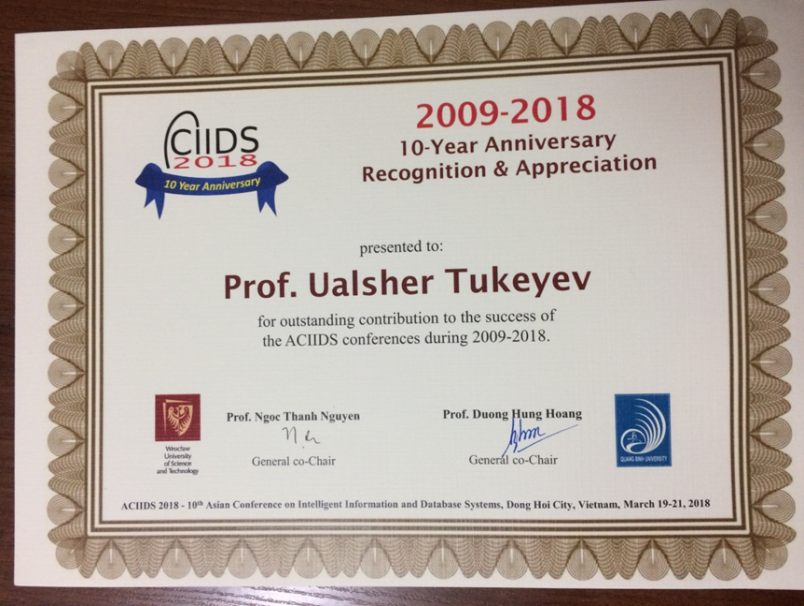 ACIIDS
2018
10 Year Anniversary
2009-2018
10-Year Anniversary
Recognition & Appreciation
presented to:
Prof. Ualsher Tukeyev
for outstanding contribution to the success of
the ACIIDS conferences during 2009-2018.
Wrocław
University
of Science
and Technology
Prof. Ngoc Thanh Nguyen
General co-Chair
Prof. Duong Hung Hoang
General co-Chair
QUANG BINH UNIVERSITY
ACIIDS 2018 - 10th Asian Conference on Intelligent Information and Database Systems, Dong Hoi City, Vietnam, March 19-21, 2018